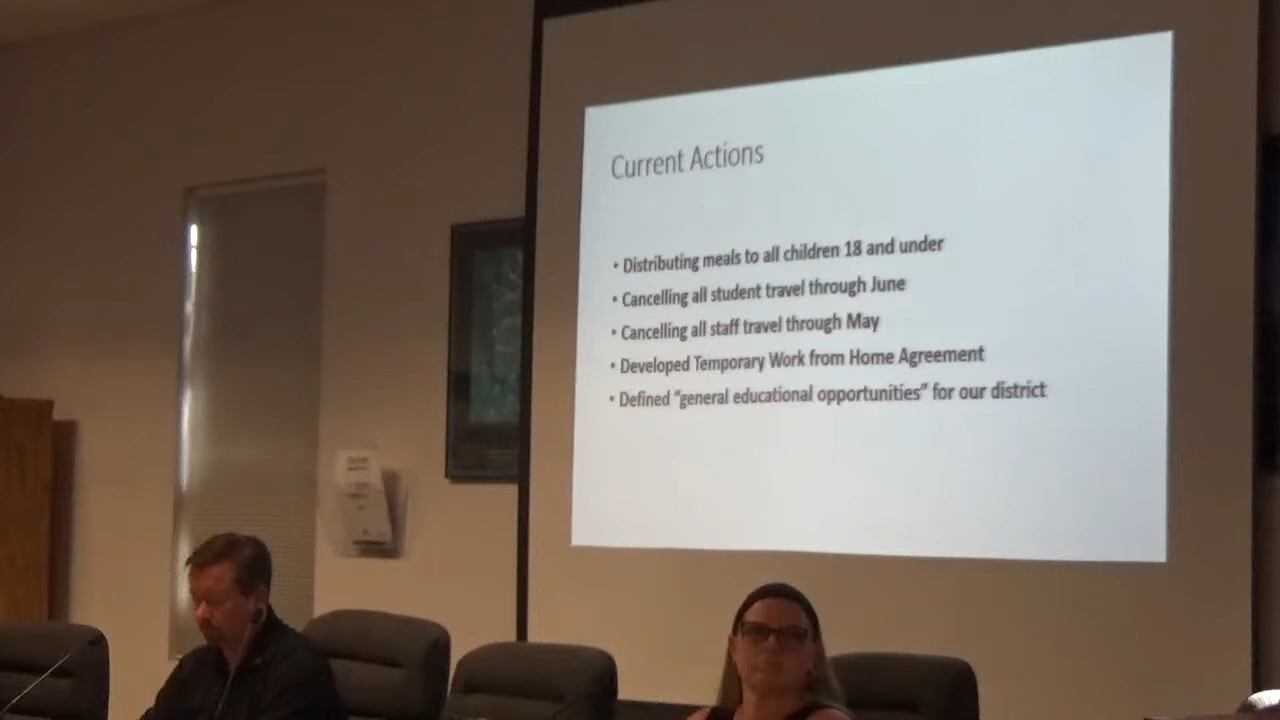 Current Actions
• Distributing meals to all children 18 and under
• Cancelling all student travel through June
• Cancelling all staff travel through May
• Developed Temporary Work from Home Agreement
• Defined “general educational opportunities” for our district